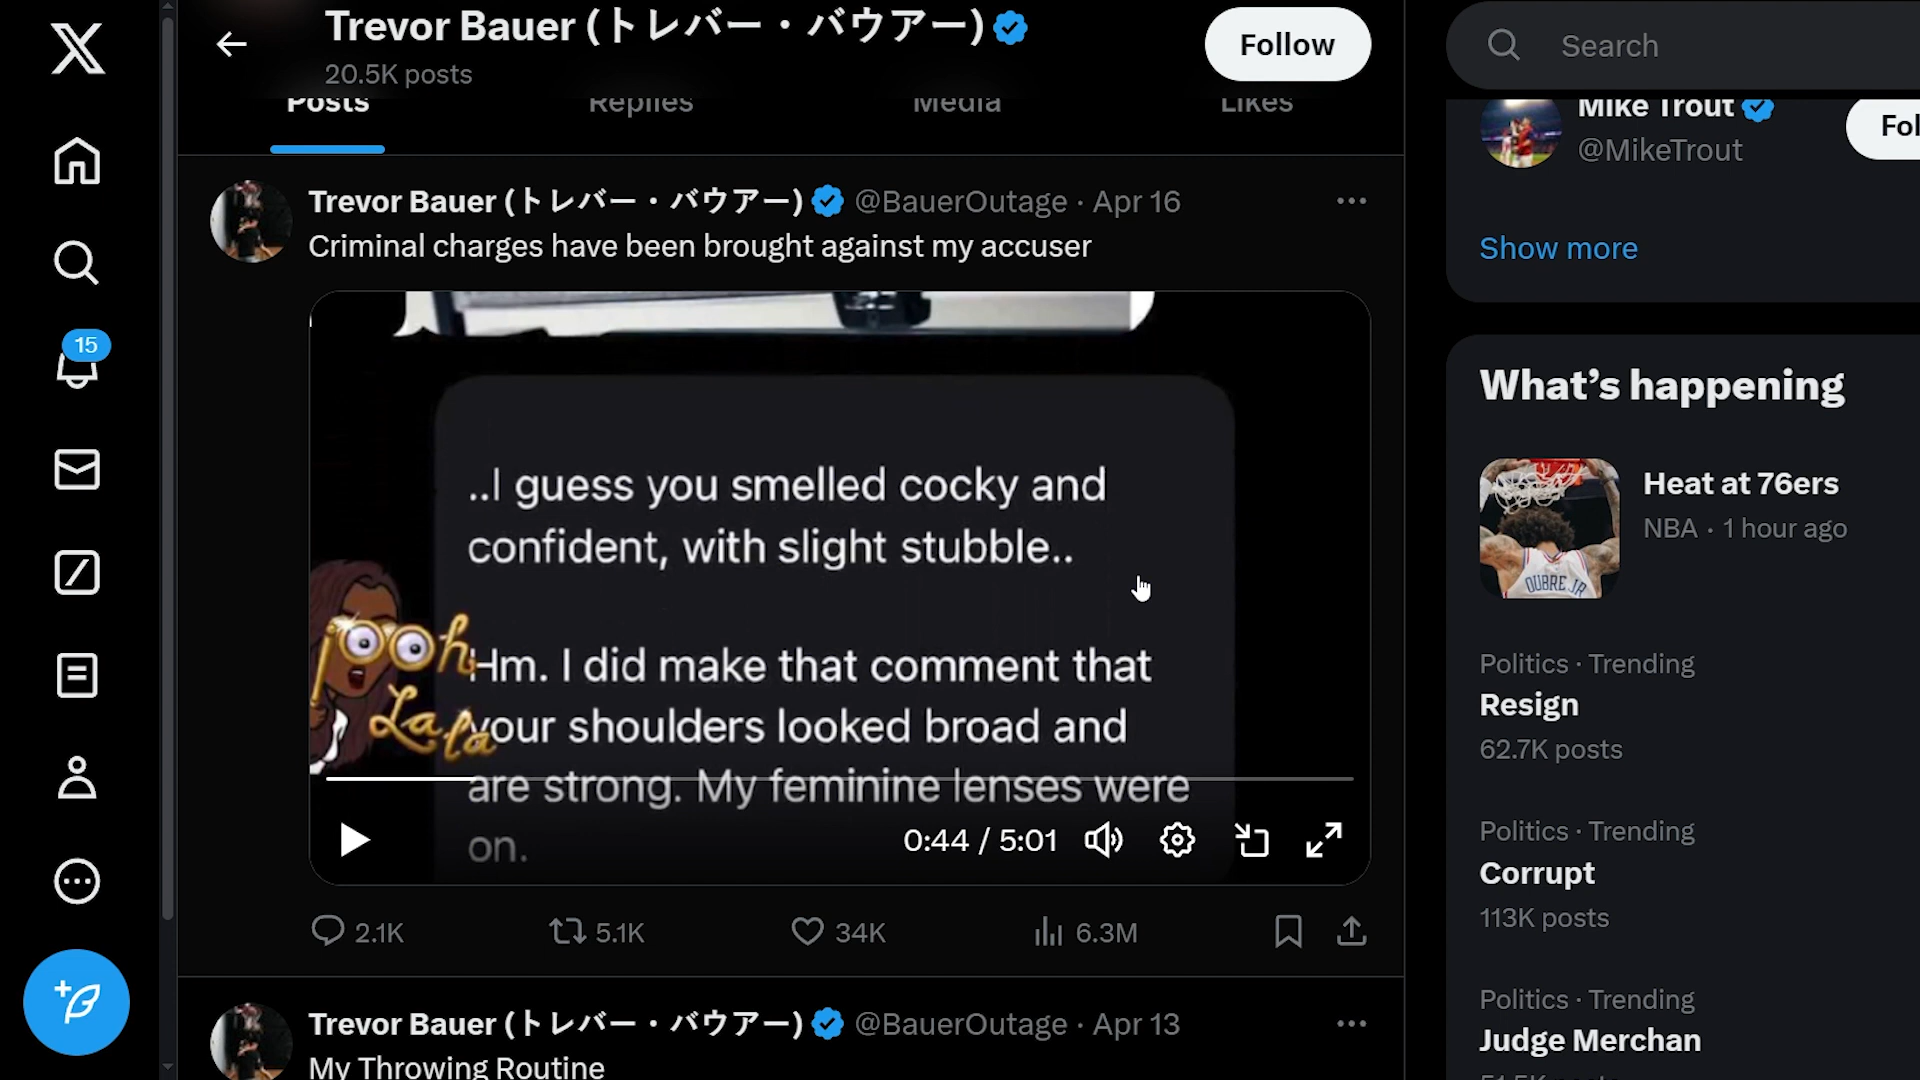 Trevor Bauer (トレバー・バウアー)
20.5K posts
Follow
Posts
Replies
Media
Likes
Trevor Bauer (トレバー・バウアー) @BauerOutage · Apr 16
Criminal charges have been brought against my accuser
..I guess you smelled cocky and
confident, with slight stubble..
Hm. I did make that comment that
your shoulders looked broad and
are strong. My feminine lenses were
on.
ooh
La la
0:44 / 5:01
2.1K
5.1K
34K
6.3M
Trevor Bauer (トレバー・バウアー) @BauerOutage · Apr 13
My Throwing Routine
15
Search
Mike Trout
@MikeTrout
Fol
Show more
What's happening
Heat at 76ers
NBA · 1 hour ago
OUBRE JR
Politics · Trending
Resign
62.7K posts
Politics · Trending
Corrupt
113K posts
Politics · Trending
Judge Merchan